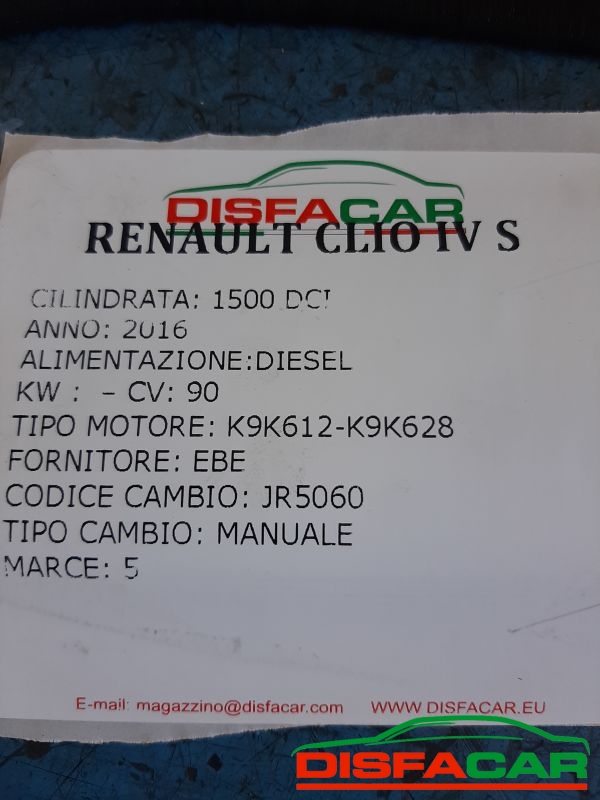 DISFACAR
RENAULT CLIO IV S
CILINDRATA: 1500 DCI
ANNO: 2016
ALIMENTAZIONE:DIESEL
KW : – CV: 90
TIPO MOTORE: K9K612-K9K628
FORNITORE: EBE
CODICE CAMBIO: JR5060
TIPO CAMBIO: MANUALE
MARCE: 5
E-mail: magazzino@disfacar.com WWW.DISFACAR.EU
DISFACAR